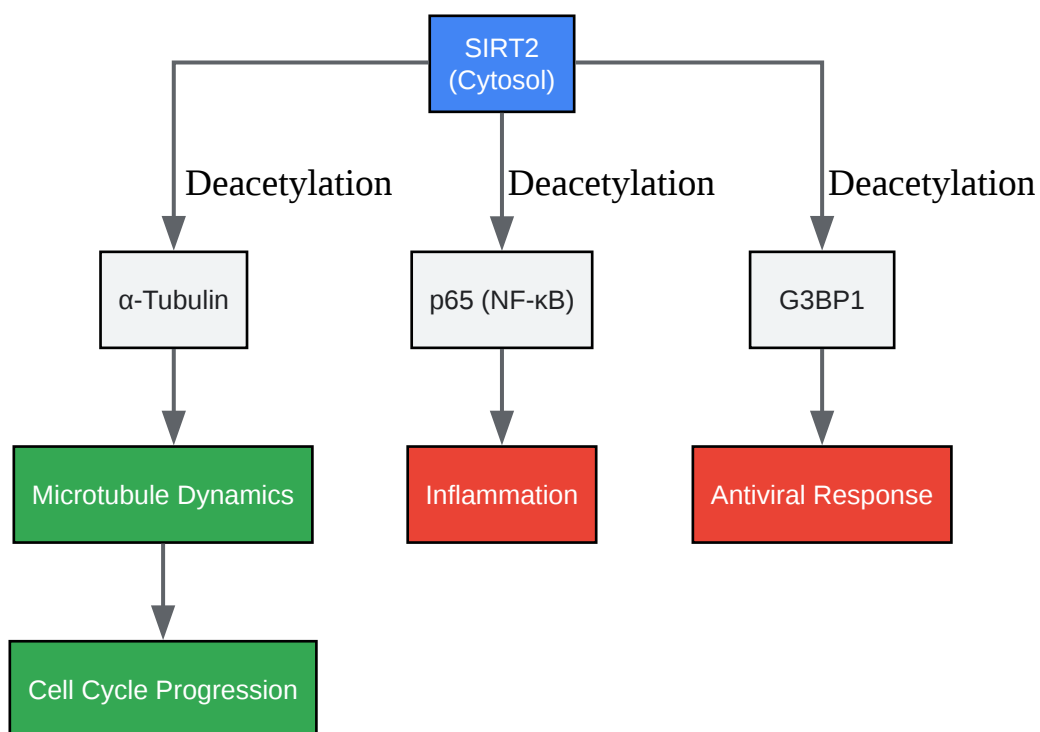 SIRT2
(Cytosol)
Deacetylation
Deacetylation
Deacetylation
α-Tubulin
p65 (NF-κB)
G3BP1
Microtubule Dynamics
Inflammation
Antiviral Response
Cell Cycle Progression